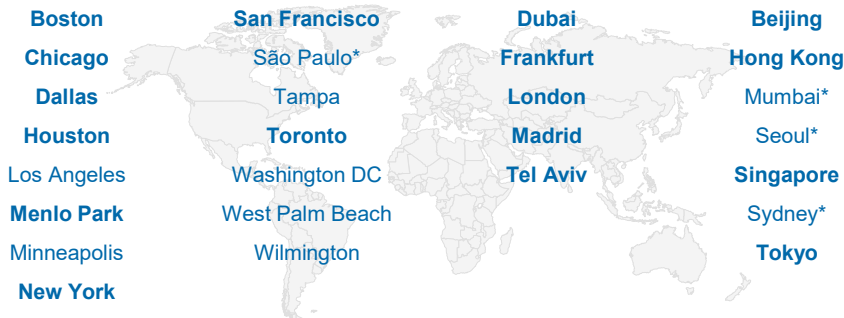 Boston
Chicago
Dallas
Houston
Los Angeles
Menlo Park
Minneapolis
New York
San Francisco
São Paulo*
Tampa
Toronto
Washington DC
West Palm Beach
Wilmington
Dubai
Frankfurt
London
Madrid
Tel Aviv
Beijing
Hong Kong
Mumbai*
Seoul*
Singapore
Sydney*
Tokyo